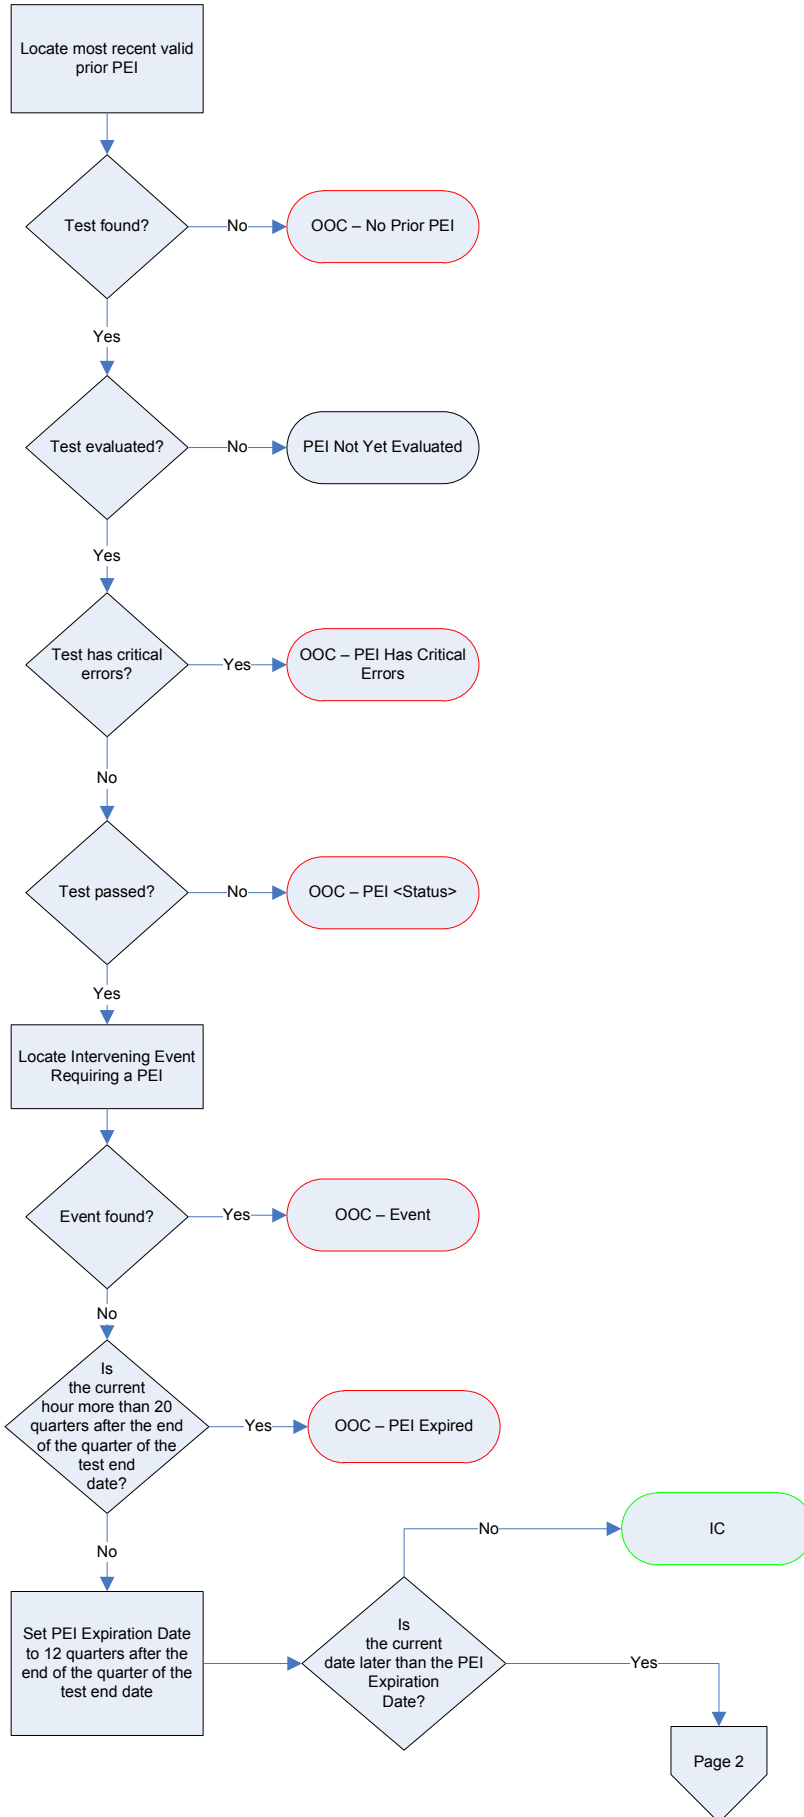 Locate most recent valid
prior PEI
Test found?
No
OOC – No Prior PEI
Yes
Test evaluated?
No
PEI Not Yet Evaluated
Yes
Test has critical
errors?
Yes
OOC – PEI Has Critical
Errors
No
Test passed?
No
OOC – PEI <Status>
Yes
Locate Intervening Event
Requiring a PEI
Event found?
Yes
OOC – Event
No
Is
the current
hour more than 20
quarters after the end
of the quarter of the
test end
date?
Yes
OOC – PEI Expired
No
Set PEI Expiration Date
to 12 quarters after the
end of the quarter of the
test end date
Is
the current
date later than the PEI
Expiration
Date?
No
IC
Yes
Page 2